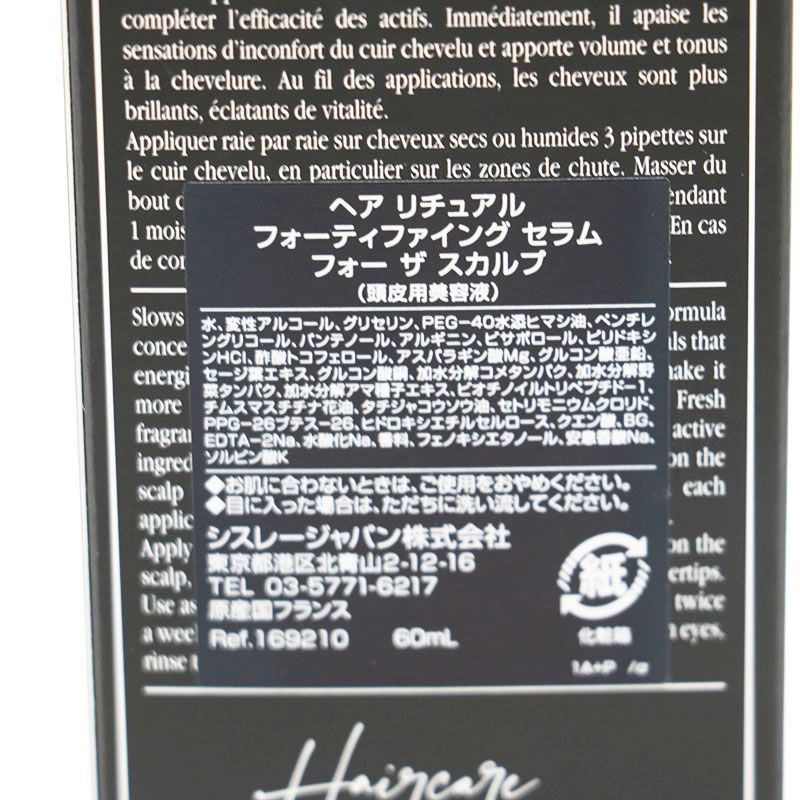 compléter l'efficacité des actifs. Immédiatement, il apaise les
sensations d'inconfort du cuir chevelu et apporte volume et tonus
à la chevelure. Au fil des applications, les cheveux sont plus
brillants, éclatants de vitalité.
Appliquer raie par raie sur cheveux secs ou humides 3 pipettes sur
le cuir chevelu, en particulier sur les zones de chute. Masser du
bout
1 mois
En cas
de
ヘア リチュアル
フォーティファイング セラム
フォー ザ スカルプ
(頭皮用美容液)
水、変性アルコール、グリセリン、PEG-40水添ヒマシ油、ペンチレ
ングリコール、パンテノール、アルギニン、ビサボロール、ピリドキシ
ンHCl、酢酸トコフェロール、アスパラギン酸Mg、グルコン酸亜鉛、
セージ葉エキス、グルコン酸銅、加水分解コメタンパク、加水分解野
菜タンパク、加水分解アマ種子エキス、ビオチノイルトリペプチド-1、
チムスマスチチナ花油、タチジャコウソウ油、セトリモニウムクロリド、
PPG-26ブテス-26、ヒドロキシエチルセルロース、クエン酸、BG、
EDTA-2Na、水酸化Na、香料、フェノキシエタノール、安息香酸Na、
ソルビン酸K
◆お肌に合わないときは、ご使用をおやめください。
◆目に入った場合は、ただちに洗い流してください。
シスレージャパン株式会社
東京都港区北青山2-12-16
TEL 03-5771-6217
原産国フランス
Ref.169210 60mL
紙
化粧箱
1A+P /α
Slows
that
it
more Fresh
active
the
scalp each
Apply on the
scalp,
Use as twice
a week eyes,
rinse
Haircare